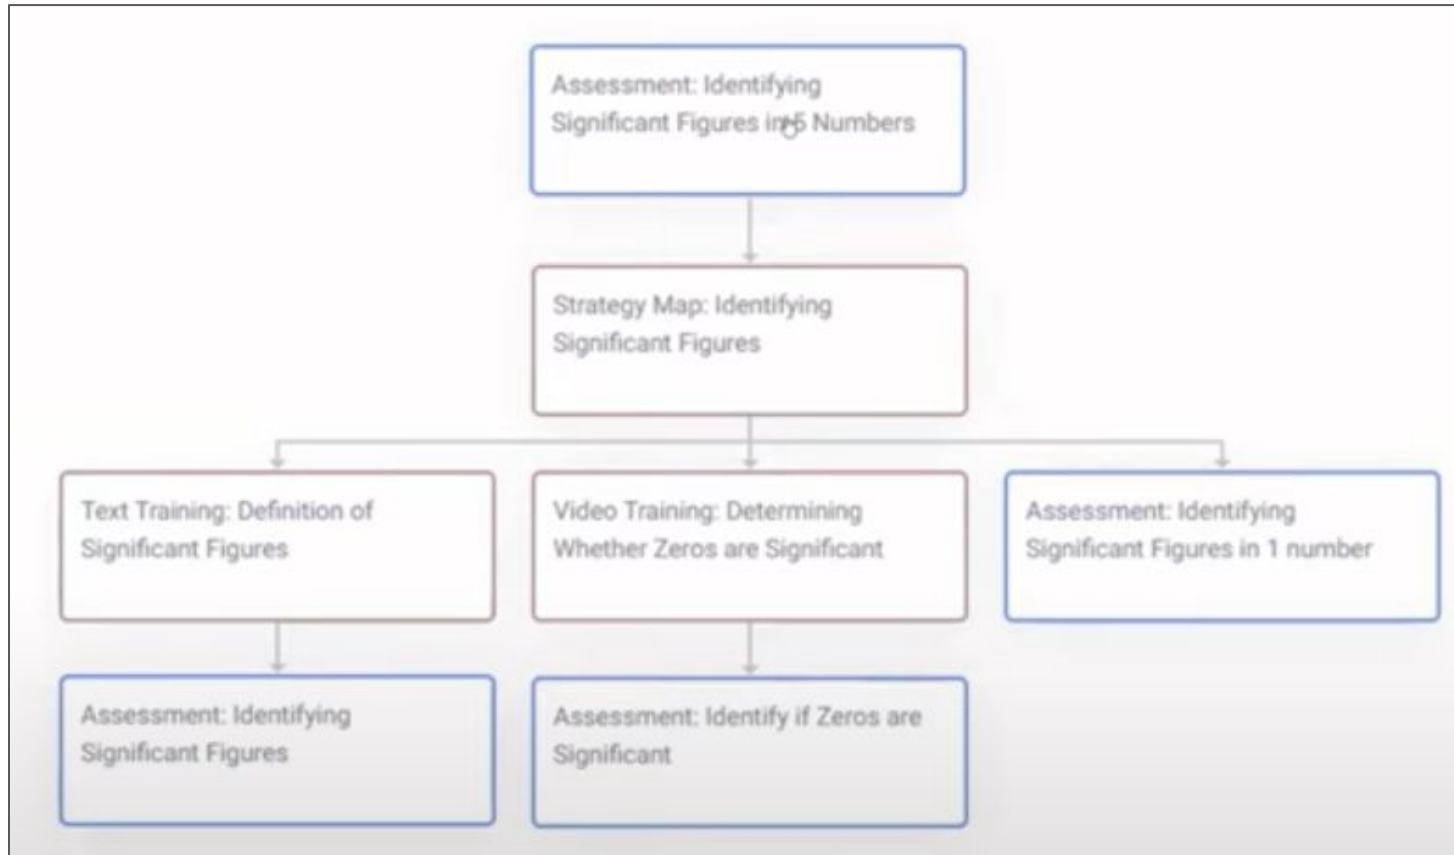 Assessment: Identifying
Significant Figures in 5 Numbers
Strategy Map: Identifying
Significant Figures
Text Training: Definition of
Significant Figures
Video Training: Determining
Whether Zeros are Significant
Assessment: Identifying
Significant Figures in 1 number
Assessment: Identifying
Significant Figures
Assessment: Identify if Zeros are
Significant